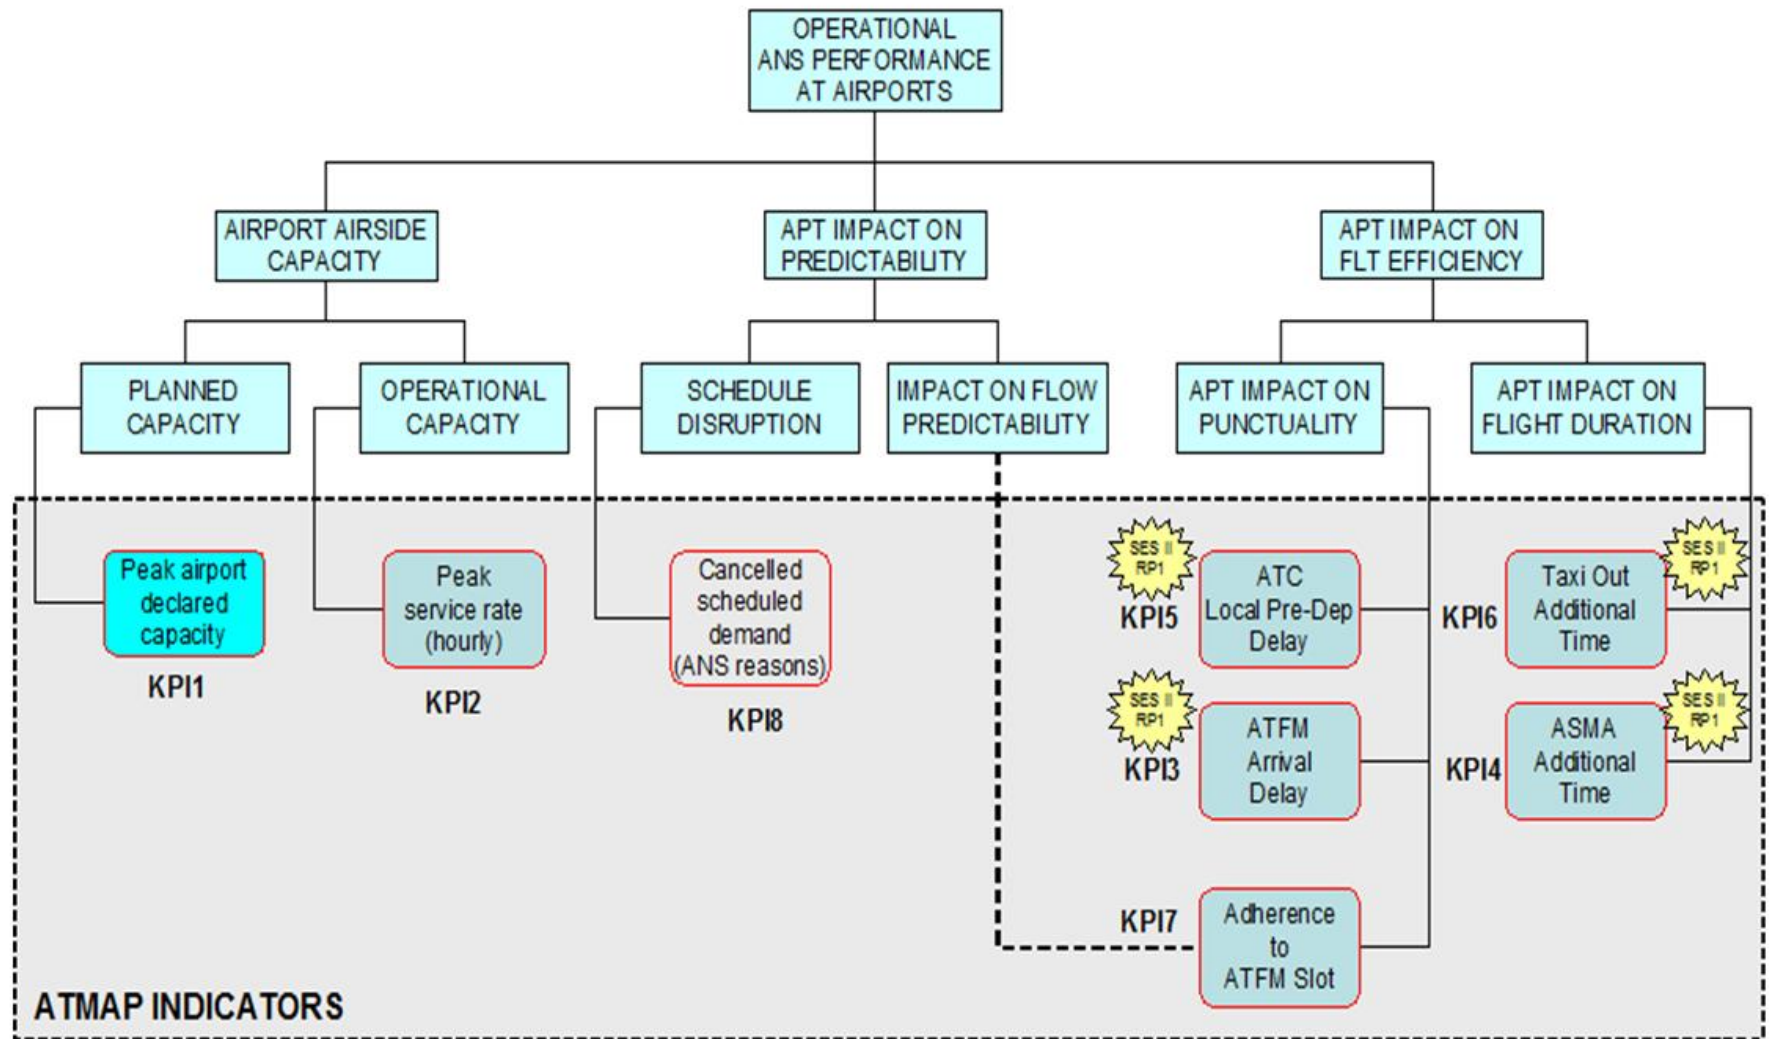 OPERATIONAL
ANS PERFORMANCE
AT AIRPORTS
AIRPORT AIRSIDE
CAPACITY
APT IMPACT ON
PREDICTABILITY
APT IMPACT ON
FLT EFFICIENCY
PLANNED
CAPACITY
OPERATIONAL
CAPACITY
SCHEDULE
DISRUPTION
IMPACT ON FLOW
PREDICTABILITY
APT IMPACT ON
PUNCTUALITY
APT IMPACT ON
FLIGHT DURATION
Peak airport
declared
capacity
KPI1
Peak
service rate
(hourly)
KPI2
Cancelled
scheduled
demand
(ANS reasons)
KPI8
SES II
RP1
KPI5
ATC
Local Pre-Dep
Delay
KPI6
Taxi Out
Additional
Time
SES II
RP1
SES II
RP1
KPI3
ATFM
Arrival
Delay
KPI4
ASMA
Additional
Time
SES II
RP1
KPI7
Adherence
to
ATFM Slot
ATMAP INDICATORS